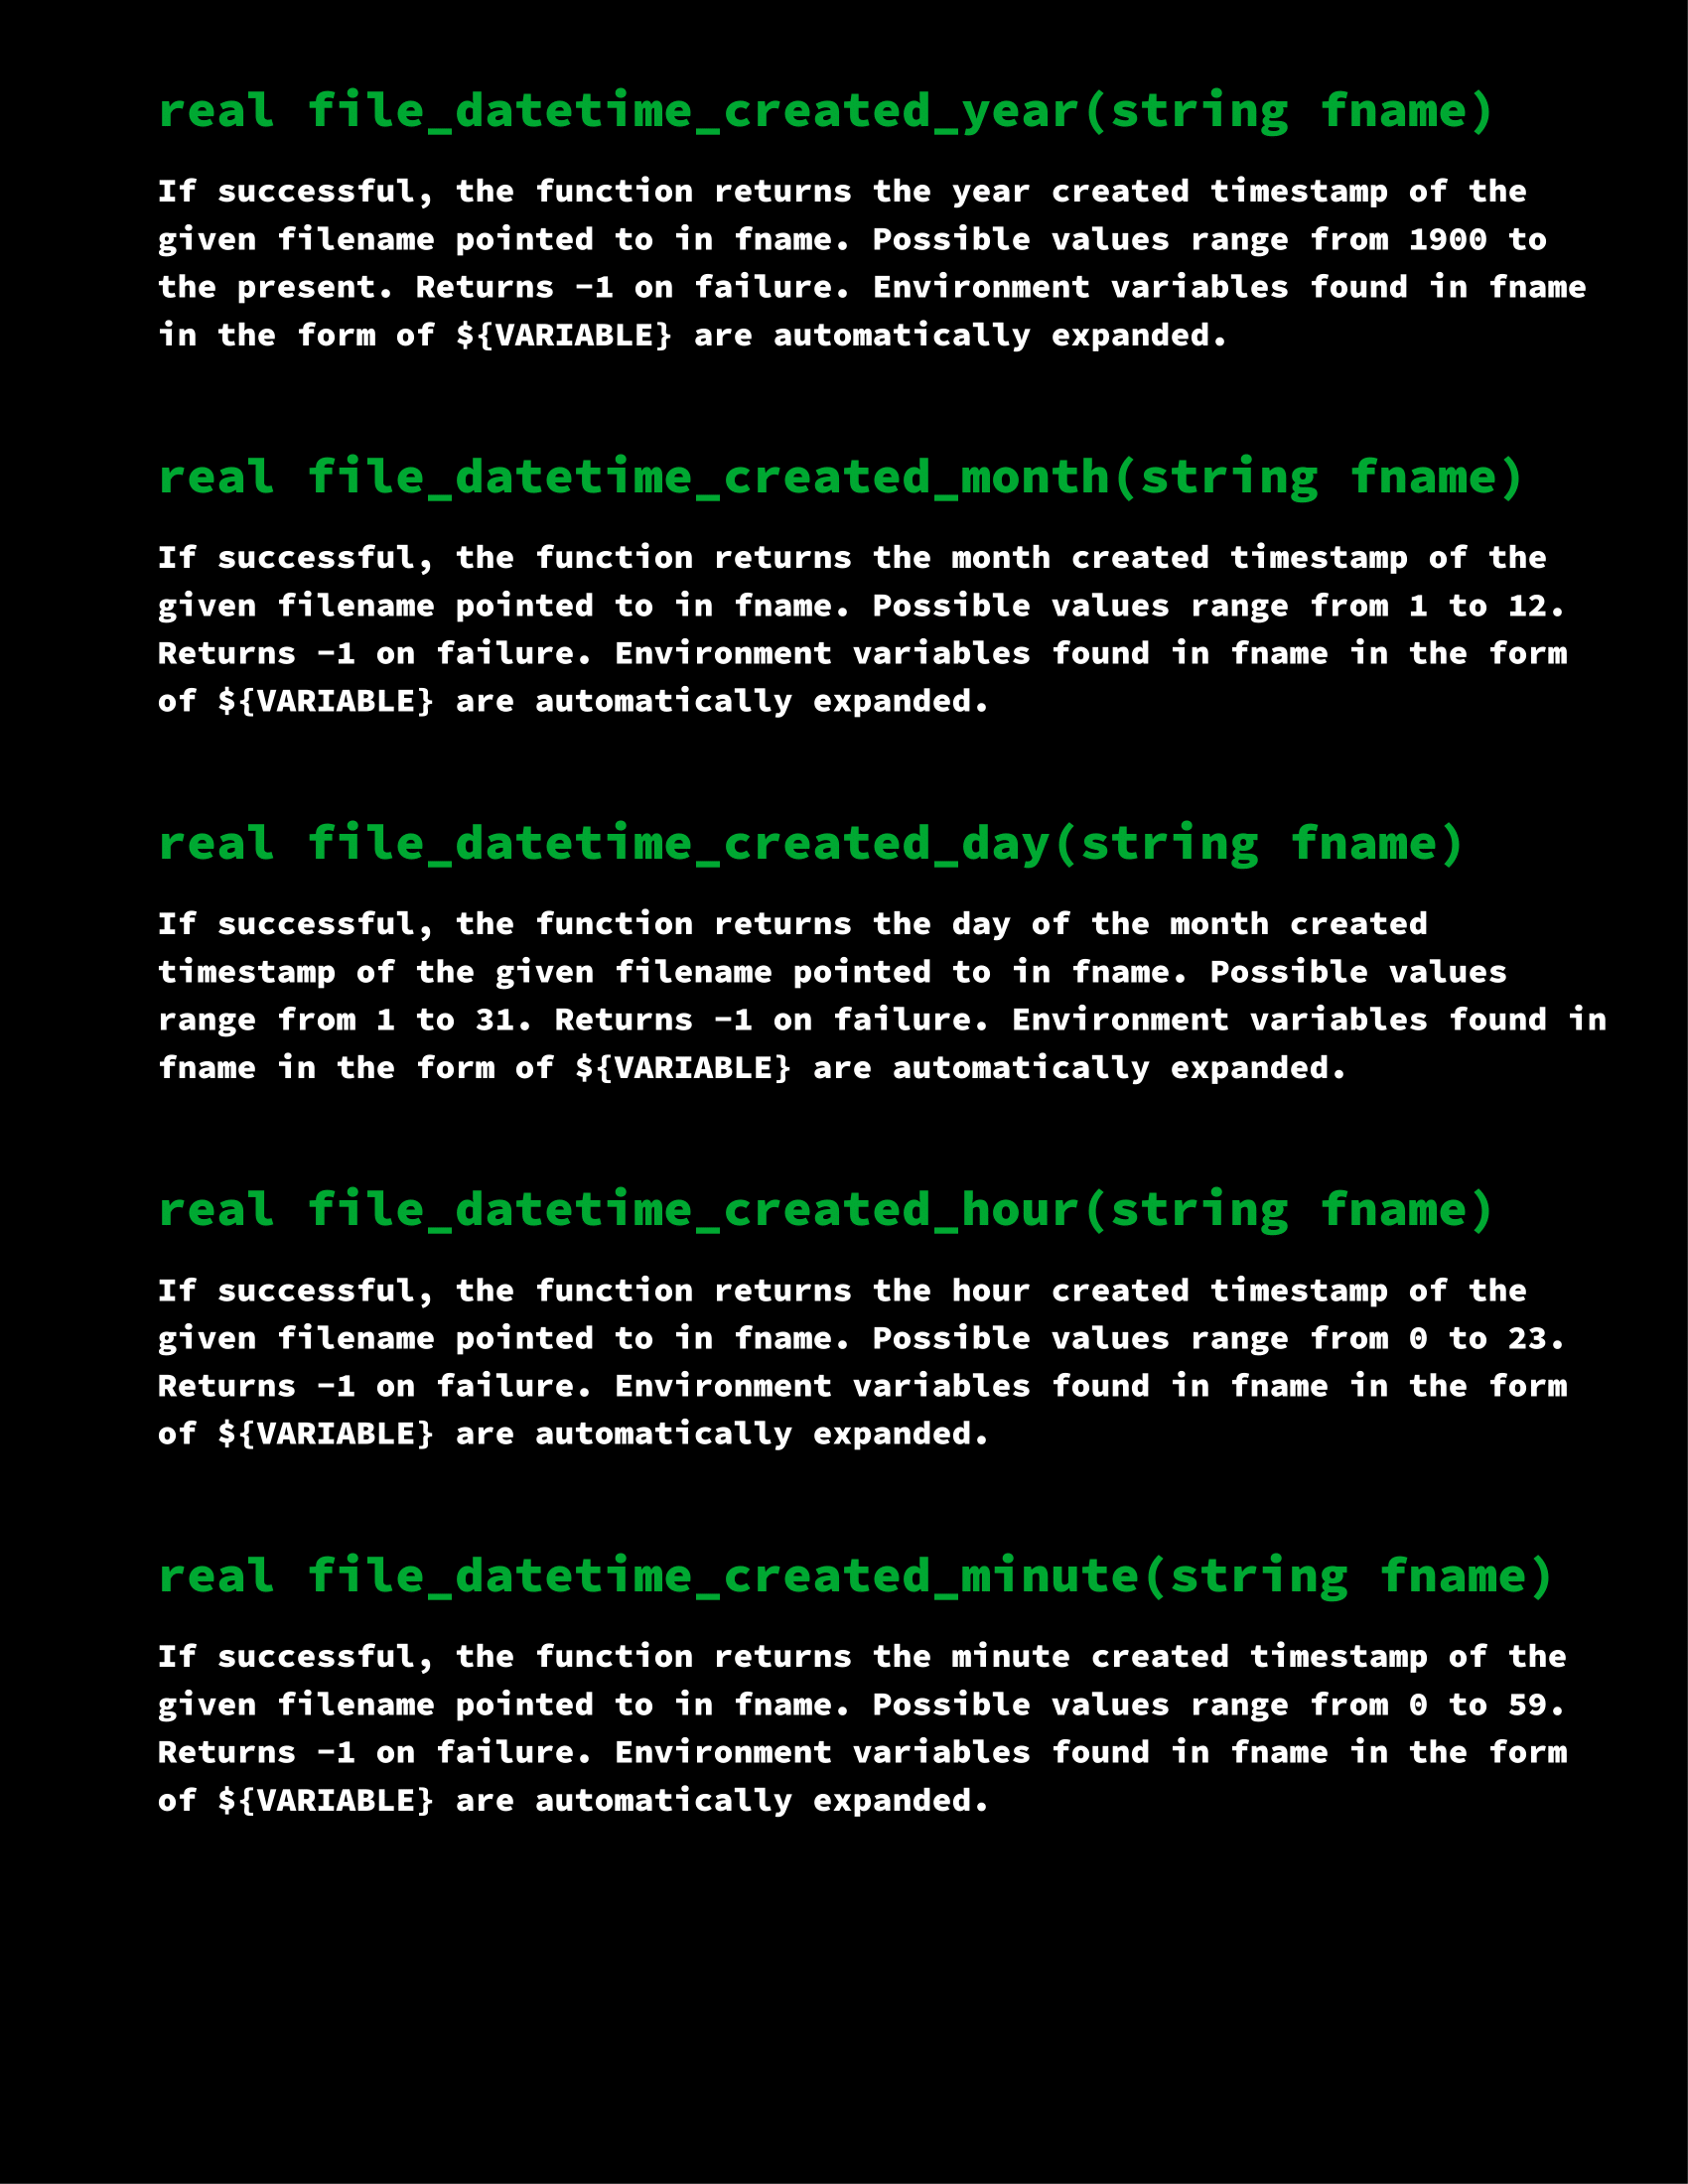 real file_datetime_created_year(string fname)
If successful, the function returns the year created timestamp of the
given filename pointed to in fname. Possible values range from 1900 to
the present. Returns -1 on failure. Environment variables found in fname
in the form of ${VARIABLE} are automatically expanded.
real file_datetime_created_month(string fname)
If successful, the function returns the month created timestamp of the
given filename pointed to in fname. Possible values range from 1 to 12.
Returns -1 on failure. Environment variables found in fname in the form
of ${VARIABLE} are automatically expanded.
real file_datetime_created_day(string fname)
If successful, the function returns the day of the month created
timestamp of the given filename pointed to in fname. Possible values
range from 1 to 31. Returns -1 on failure. Environment variables found in
fname in the form of ${VARIABLE} are automatically expanded.
real file_datetime_created_hour(string fname)
If successful, the function returns the hour created timestamp of the
given filename pointed to in fname. Possible values range from 0 to 23.
Returns -1 on failure. Environment variables found in fname in the form
of ${VARIABLE} are automatically expanded.
real file_datetime_created_minute(string fname)
If successful, the function returns the minute created timestamp of the
given filename pointed to in fname. Possible values range from 0 to 59.
Returns -1 on failure. Environment variables found in fname in the form
of ${VARIABLE} are automatically expanded.